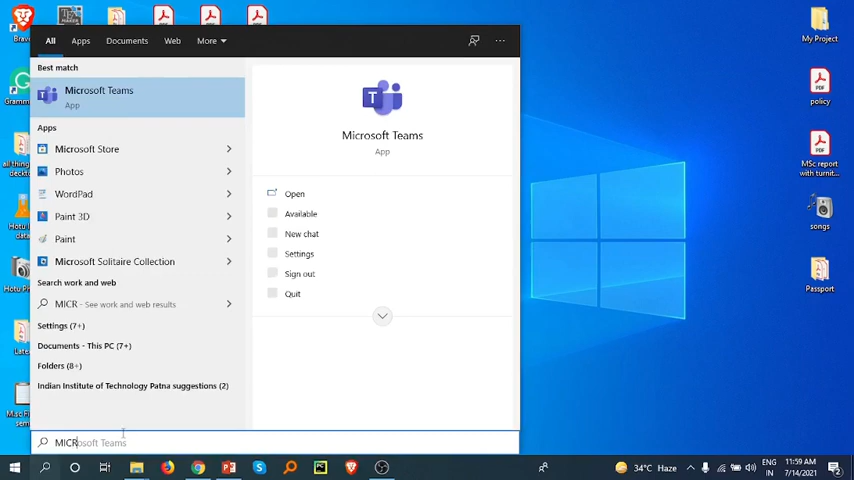 All Apps Documents Web More
Best match
Microsoft Teams
App
Apps
Microsoft Store
Photos
WordPad
Paint 3D
Paint
Microsoft Solitaire Collection
Search work and web
MICR - See work and web results
Settings (7+)
Documents - This PC (7+)
Folders (8+)
Indian Institute of Technology Patna suggestions (2)
Microsoft Teams
App
Open
Available
New chat
Settings
Sign out
Quit
MICRosoft Teams
My Project
policy
MSc report
with turnit...
songs
Passport
34°C Haze
ENG
IN
11:59 AM
7/14/2021
2